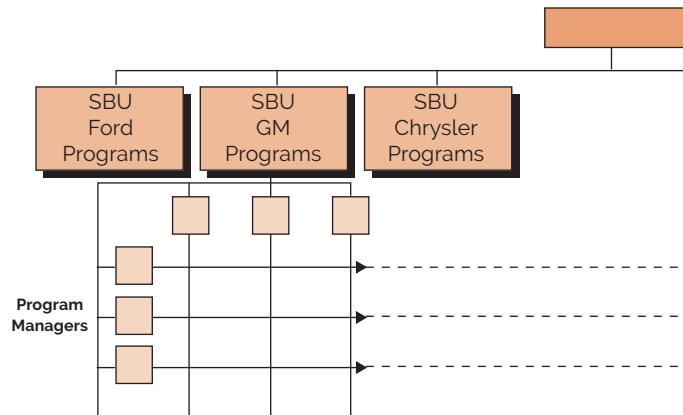 SBU
Ford
Programs
SBU
GM
Programs
SBU
Chrysler
Programs
Program
Managers